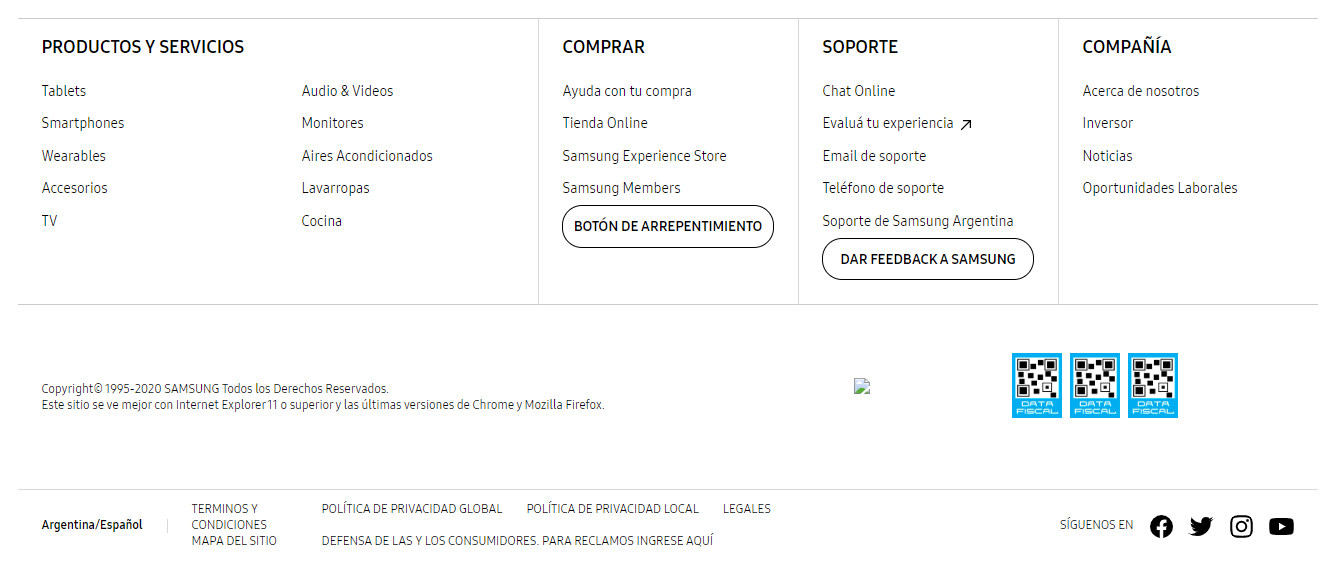 PRODUCTOS Y SERVICIOS
Tablets
Smartphones
Wearables
Accesorios
TV
Audio & Videos
Monitores
Aires Acondicionados
Lavarropas
Cocina
COMPRAR
Ayuda con tu compra
Tienda Online
Samsung Experience Store
Samsung Members
BOTÓN DE ARREPENTIMIENTO
SOPORTE
Chat Online
Evaluá tu experiencia
Email de soporte
Teléfono de soporte
Soporte de Samsung Argentina
DAR FEEDBACK A SAMSUNG
COMPAÑÍA
Acerca de nosotros
Inversor
Noticias
Oportunidades Laborales
Copyright© 1995-2020 SAMSUNG Todos los Derechos Reservados.
Este sitio se ve mejor con Internet Explorer11 o superior y las últimas versiones de Chrome y Mozilla Firefox.
DATA
FISCAL
DATA
FISCAL
DATA
FISCAL
Argentina/Español
TERMINOS Y
CONDICIONES
MAPA DEL SITIO
POLÍTICA DE PRIVACIDAD GLOBAL
POLÍTICA DE PRIVACIDAD LOCAL
LEGALES
DEFENSA DE LAS Y LOS CONSUMIDORES. PARA RECLAMOS INGRESE AQUÍ
SÍGUENOS EN